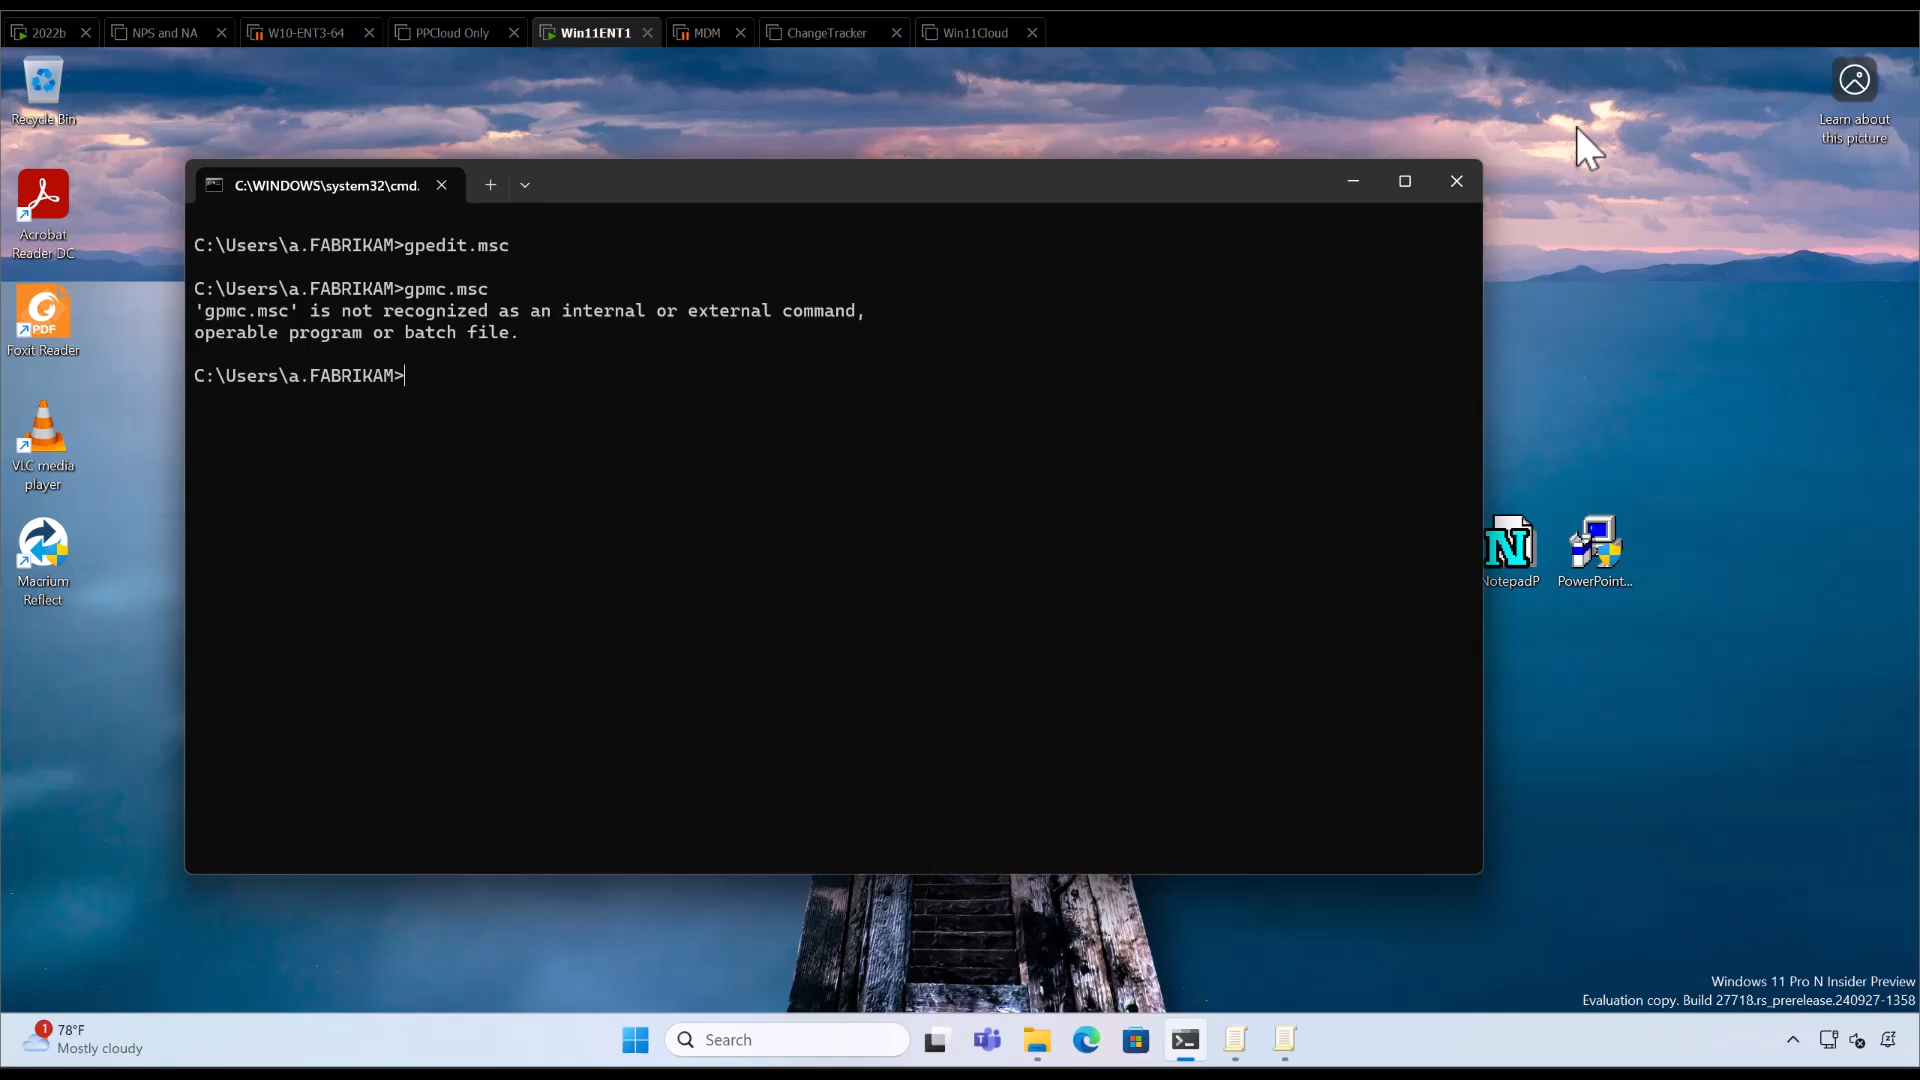 2022b
NPS and NA
W10-ENT3-64
PPCloud Only
Win11ENT1
MDM
ChangeTracker
Win11Cloud
Recycle Bin
Learn about
this picture
Acrobat
Reader DC
PDF
Foxit Reader
VLC media
player
Macrium
Reflect
C:\WINDOWS\system32\cmd.
C:\Users\a.FABRIKAM>gpedit.msc
C:\Users\a.FABRIKAM>gpmc.msc
'gpmc.msc' is not recognized as an internal or external command,
operable program or batch file.
C:\Users\a.FABRIKAM>
N
NotepadP
PowerPoint...
Windows 11 Pro N Insider Preview
Evaluation copy. Build 27718.rs_prerelease.240927-1358
1
78°F
Mostly cloudy
Search